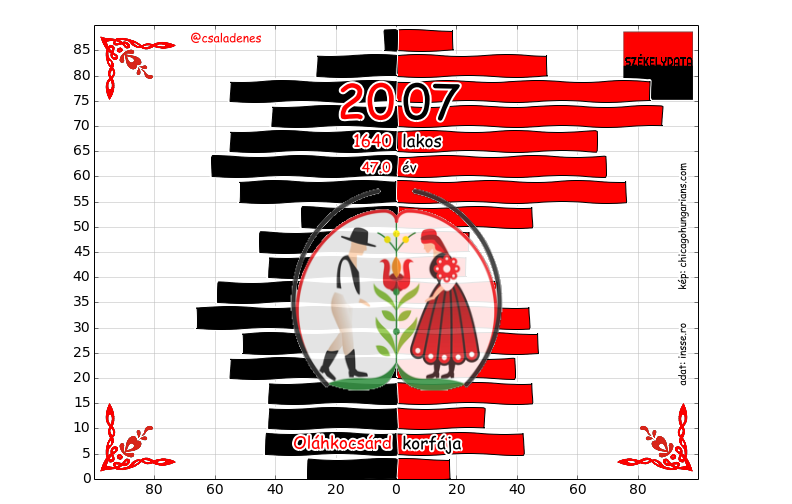 @csaladenes
SZÉKELYDATA
2007
1640 lakos
47.0 év
kép: chicagohungarians.com
adat: insse.ro
Oláhkocsárd korfája
85
80
75
70
65
60
55
50
45
40
35
30
25
20
15
10
5
0
80 60 40 20 0 20 40 60 80